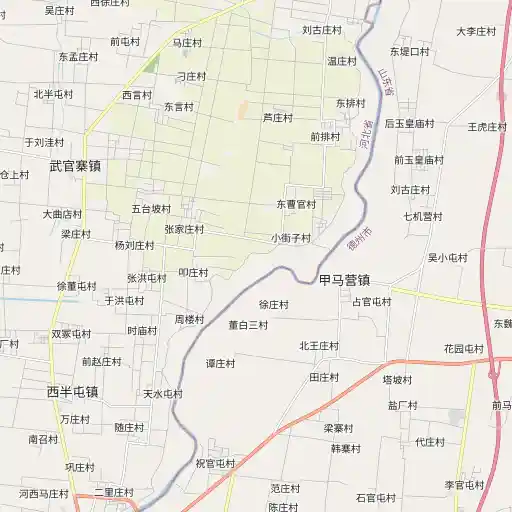 西徐庄村
吴庄村
刘古庄村
大李庄村
前屯村
马庄村
东孟庄村
东堤口村
温庄村
刁庄村
山东省
北半屯村
西言村
东言村
东排村
芦庄村
后玉皇庙村
王虎庄村
前排村
河北省
于刘洼村
武官寨镇
前玉皇庙村
仓上村
刘古庄村
东曹官村
五台坡村
大曲店村
七机营村
张家庄村
梁庄村
小街子村
德州市
杨刘庄村
吴小屯村
叩庄村
张洪屯村
甲马营镇
徐董屯村
于洪屯村
徐庄村
占官屯村
周楼村
董白三村
东魏
时庙村
双冢屯村
厂村
北王庄村
花园屯村
前赵庄村
谭庄村
田庄村
塔坡村
西半屯镇
天水屯村
盐厂村
前马
万庄村
随庄村
梁寨村
南召村
代庄村
韩寨村
巩庄村
祝官屯村
李官屯村
范庄村
河西马庄村
二里庄村
石官屯村
陈庄村